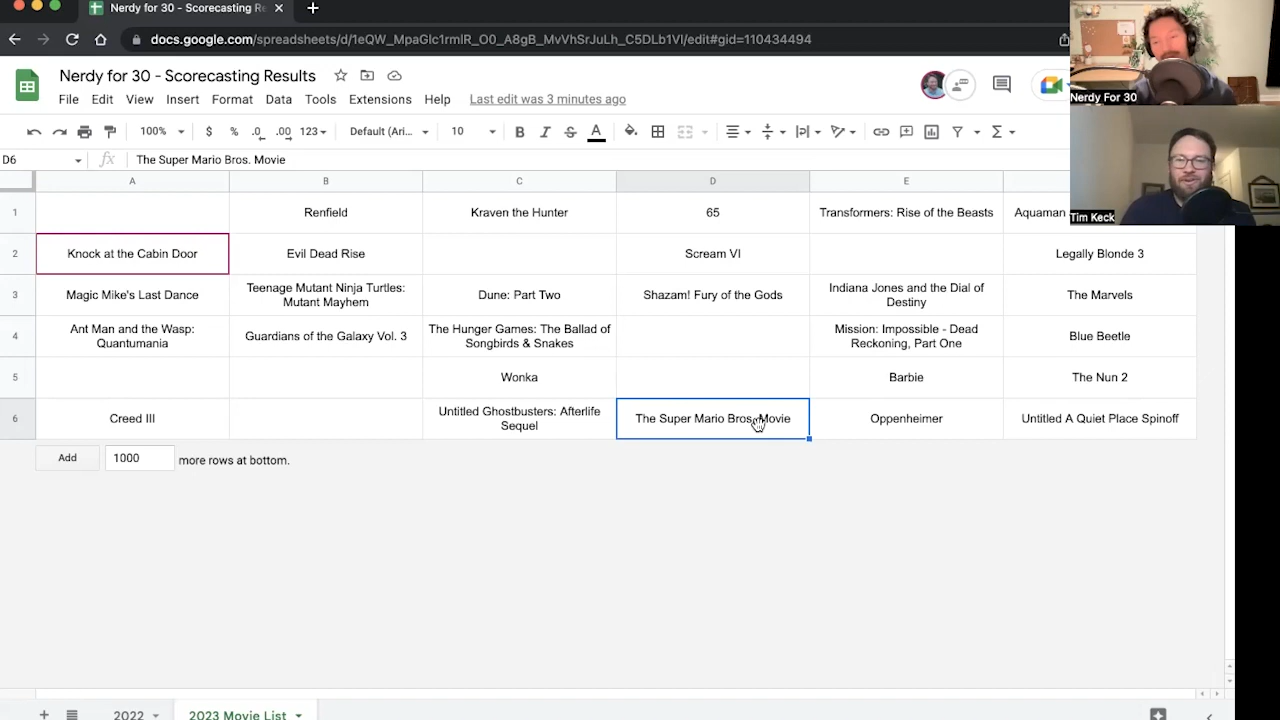 Nerdy for 30 - Scorecasting Re
docs.google.com/spreadsheets/d/1eQW_MpaG
_O0_A8gB_MvVhSrJuLh_C5DLb1VI/edit#gid=110434494
Nerdy for 30 - Scorecasting Results
File Edit View Insert Format Data Tools Extensions Help Last edit was 3 minutes ago
100% $ % .0 .00 123 Default (Ari... 10 B I S A
D6 fx The Super Mario Bros. Movie
Nerdy For 30
Tim Keck
A B C D E
1 Renfield Kraven the Hunter 65 Transformers: Rise of the Beasts Aquaman
2 Knock at the Cabin Door Evil Dead Rise Scream VI Legally Blonde 3
3 Magic Mike's Last Dance Teenage Mutant Ninja Turtles: Mutant Mayhem Dune: Part Two Shazam! Fury of the Gods Indiana Jones and the Dial of Destiny The Marvels
4 Ant Man and the Wasp: Quantumania Guardians of the Galaxy Vol. 3 The Hunger Games: The Ballad of Songbirds & Snakes Mission: Impossible - Dead Reckoning, Part One Blue Beetle
5 Wonka Barbie The Nun 2
6 Creed III Untitled Ghostbusters: Afterlife Sequel The Super Mario Bros. Movie Oppenheimer Untitled A Quiet Place Spinoff
Add 1000 more rows at bottom.
2022 2023 Movie List